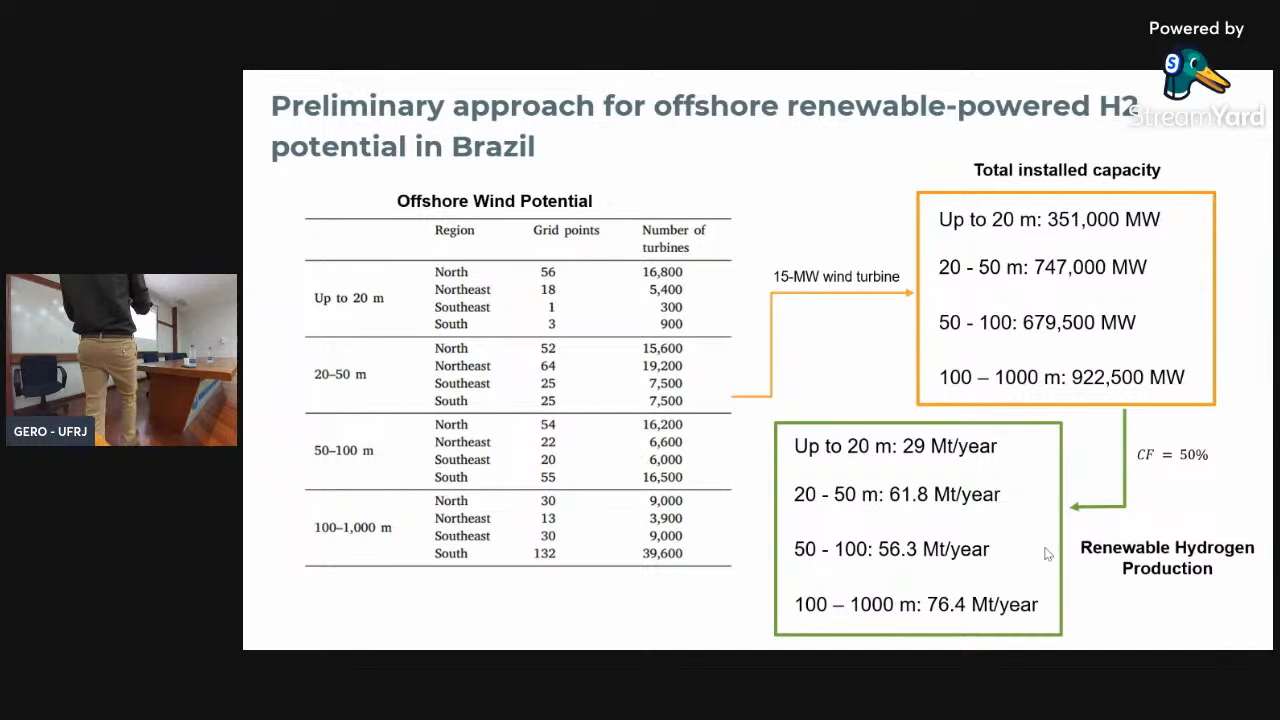 Powered by
S
StreamYard
Preliminary approach for offshore renewable-powered H2
potential in Brazil
Offshore Wind Potential
Region Grid points Number of
turbines
Up to 20 m
North 56 16,800
Northeast 18 5,400
Southeast 1 300
South 3 900
20–50 m
North 52 15,600
Northeast 64 19,200
Southeast 25 7,500
South 25 7,500
50–100 m
North 54 16,200
Northeast 22 6,600
Southeast 20 6,000
South 55 16,500
100–1,000 m
North 30 9,000
Northeast 13 3,900
Southeast 30 9,000
South 132 39,600
15-MW wind turbine
Total installed capacity
Up to 20 m: 351,000 MW
20 - 50 m: 747,000 MW
50 - 100: 679,500 MW
100 – 1000 m: 922,500 MW
CF = 50%
Up to 20 m: 29 Mt/year
20 - 50 m: 61.8 Mt/year
50 - 100: 56.3 Mt/year
100 – 1000 m: 76.4 Mt/year
Renewable Hydrogen
Production
GERO - UFRJ